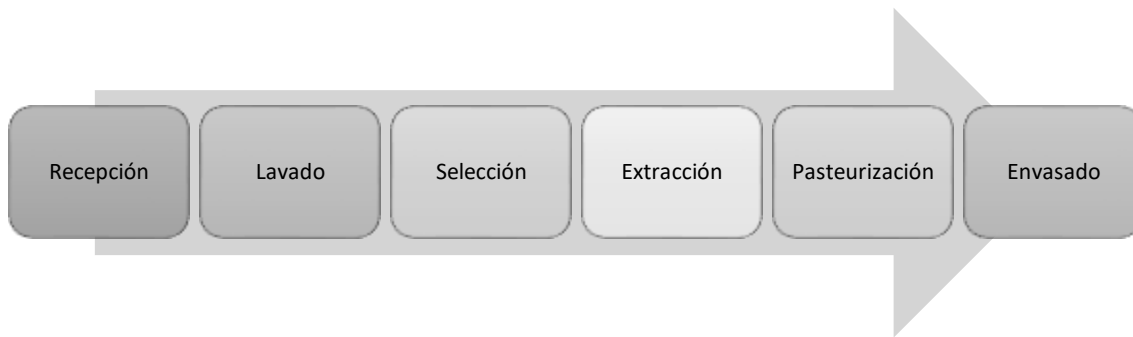 Recepción
Lavado
Selección
Extracción
Pasteurización
Envasado